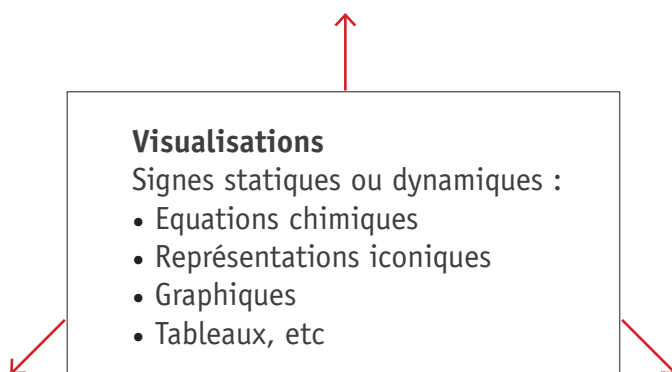 Visualisations
Signes statiques ou dynamiques :
• Equations chimiques
• Représentations iconiques
• Graphiques
• Tableaux, etc